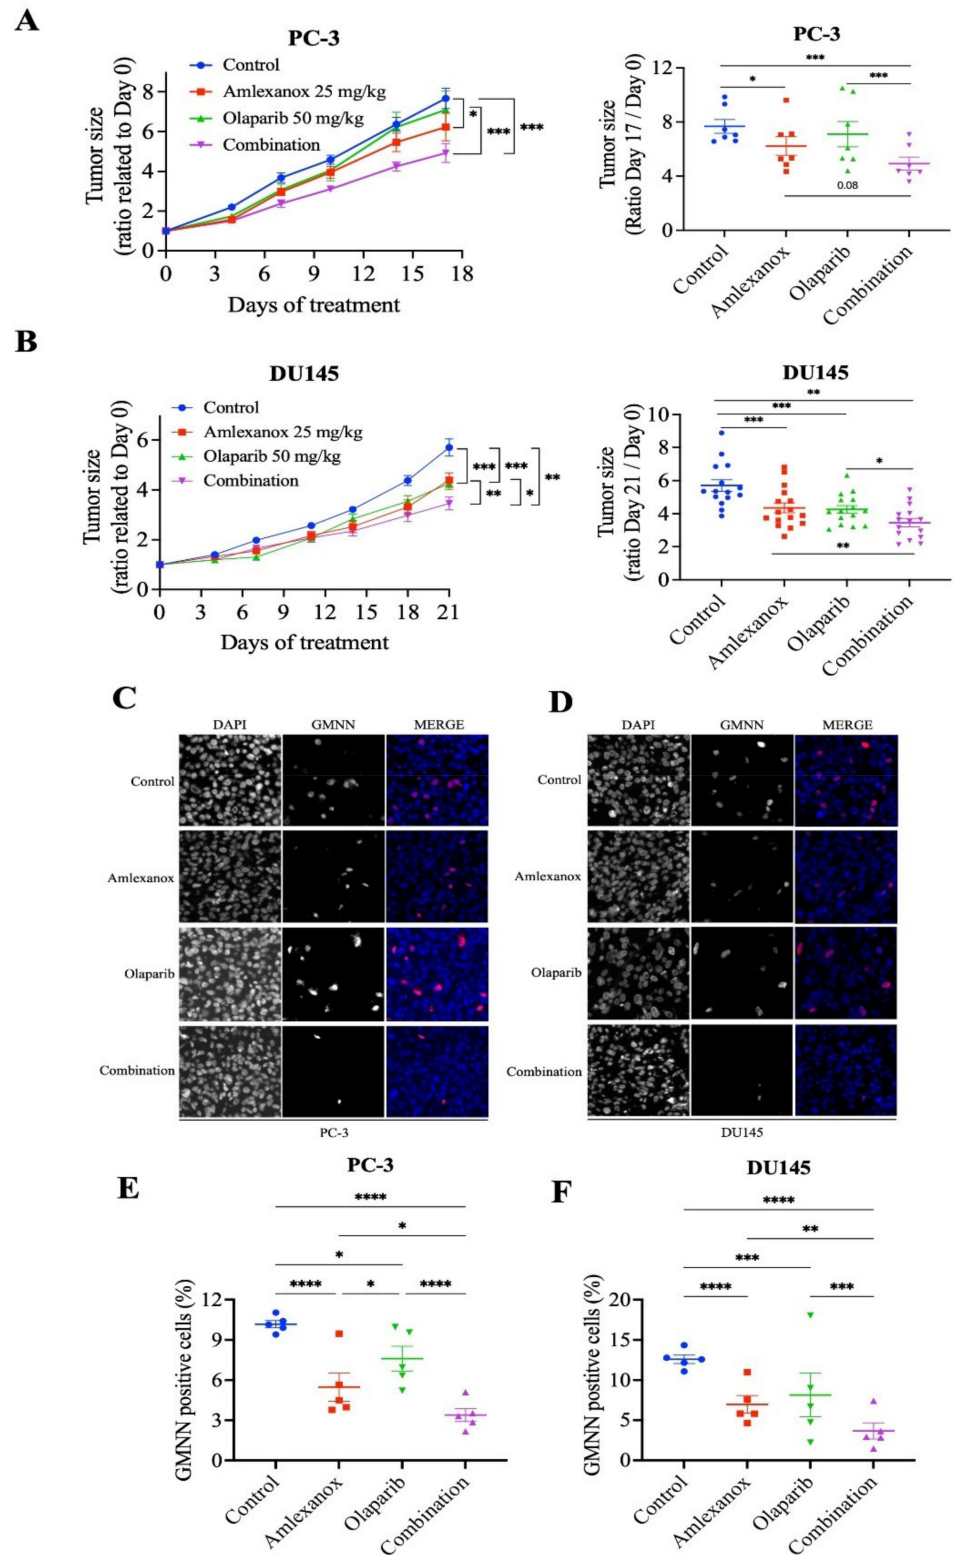 A
PC-3
Control
Amlexanox 25 mg/kg
Olaparib 50 mg/kg
Combination
Tumor size
(ratio related to Day 0)
8
6
4
2
0
*
***
***
0 3 6 9 12 15 18
Days of treatment
PC-3
***
*
***
0.08
Tumor size
(Ratio Day 17 / Day 0)
12
8
4
0
Control
Amlexanox
Olaparib
Combination
B
DU145
Control
Amlexanox 25 mg/kg
Olaparib 50 mg/kg
Combination
Tumor size
(ratio related to Day 0)
6
4
2
0
***
***
**
**
*
0 3 6 9 12 15 18 21
Days of treatment
DU145
**
***
***
*
**
Tumor size
(ratio Day 21 / Day 0)
10
8
6
4
2
0
Control
Amlexanox
Olaparib
Combination
C
DAPI GMNN MERGE
Control
Amlexanox
Olaparib
Combination
PC-3
D
DAPI GMNN MERGE
Control
Amlexanox
Olaparib
Combination
DU145
E
PC-3
****
*
*
**** * ****
GMNN positive cells (%)
12
9
6
3
0
Control
Amlexanox
Olaparib
Combination
F
DU145
****
**
***
**** ***
GMNN positive cells (%)
20
15
10
5
0
Control
Amlexanox
Olaparib
Combination